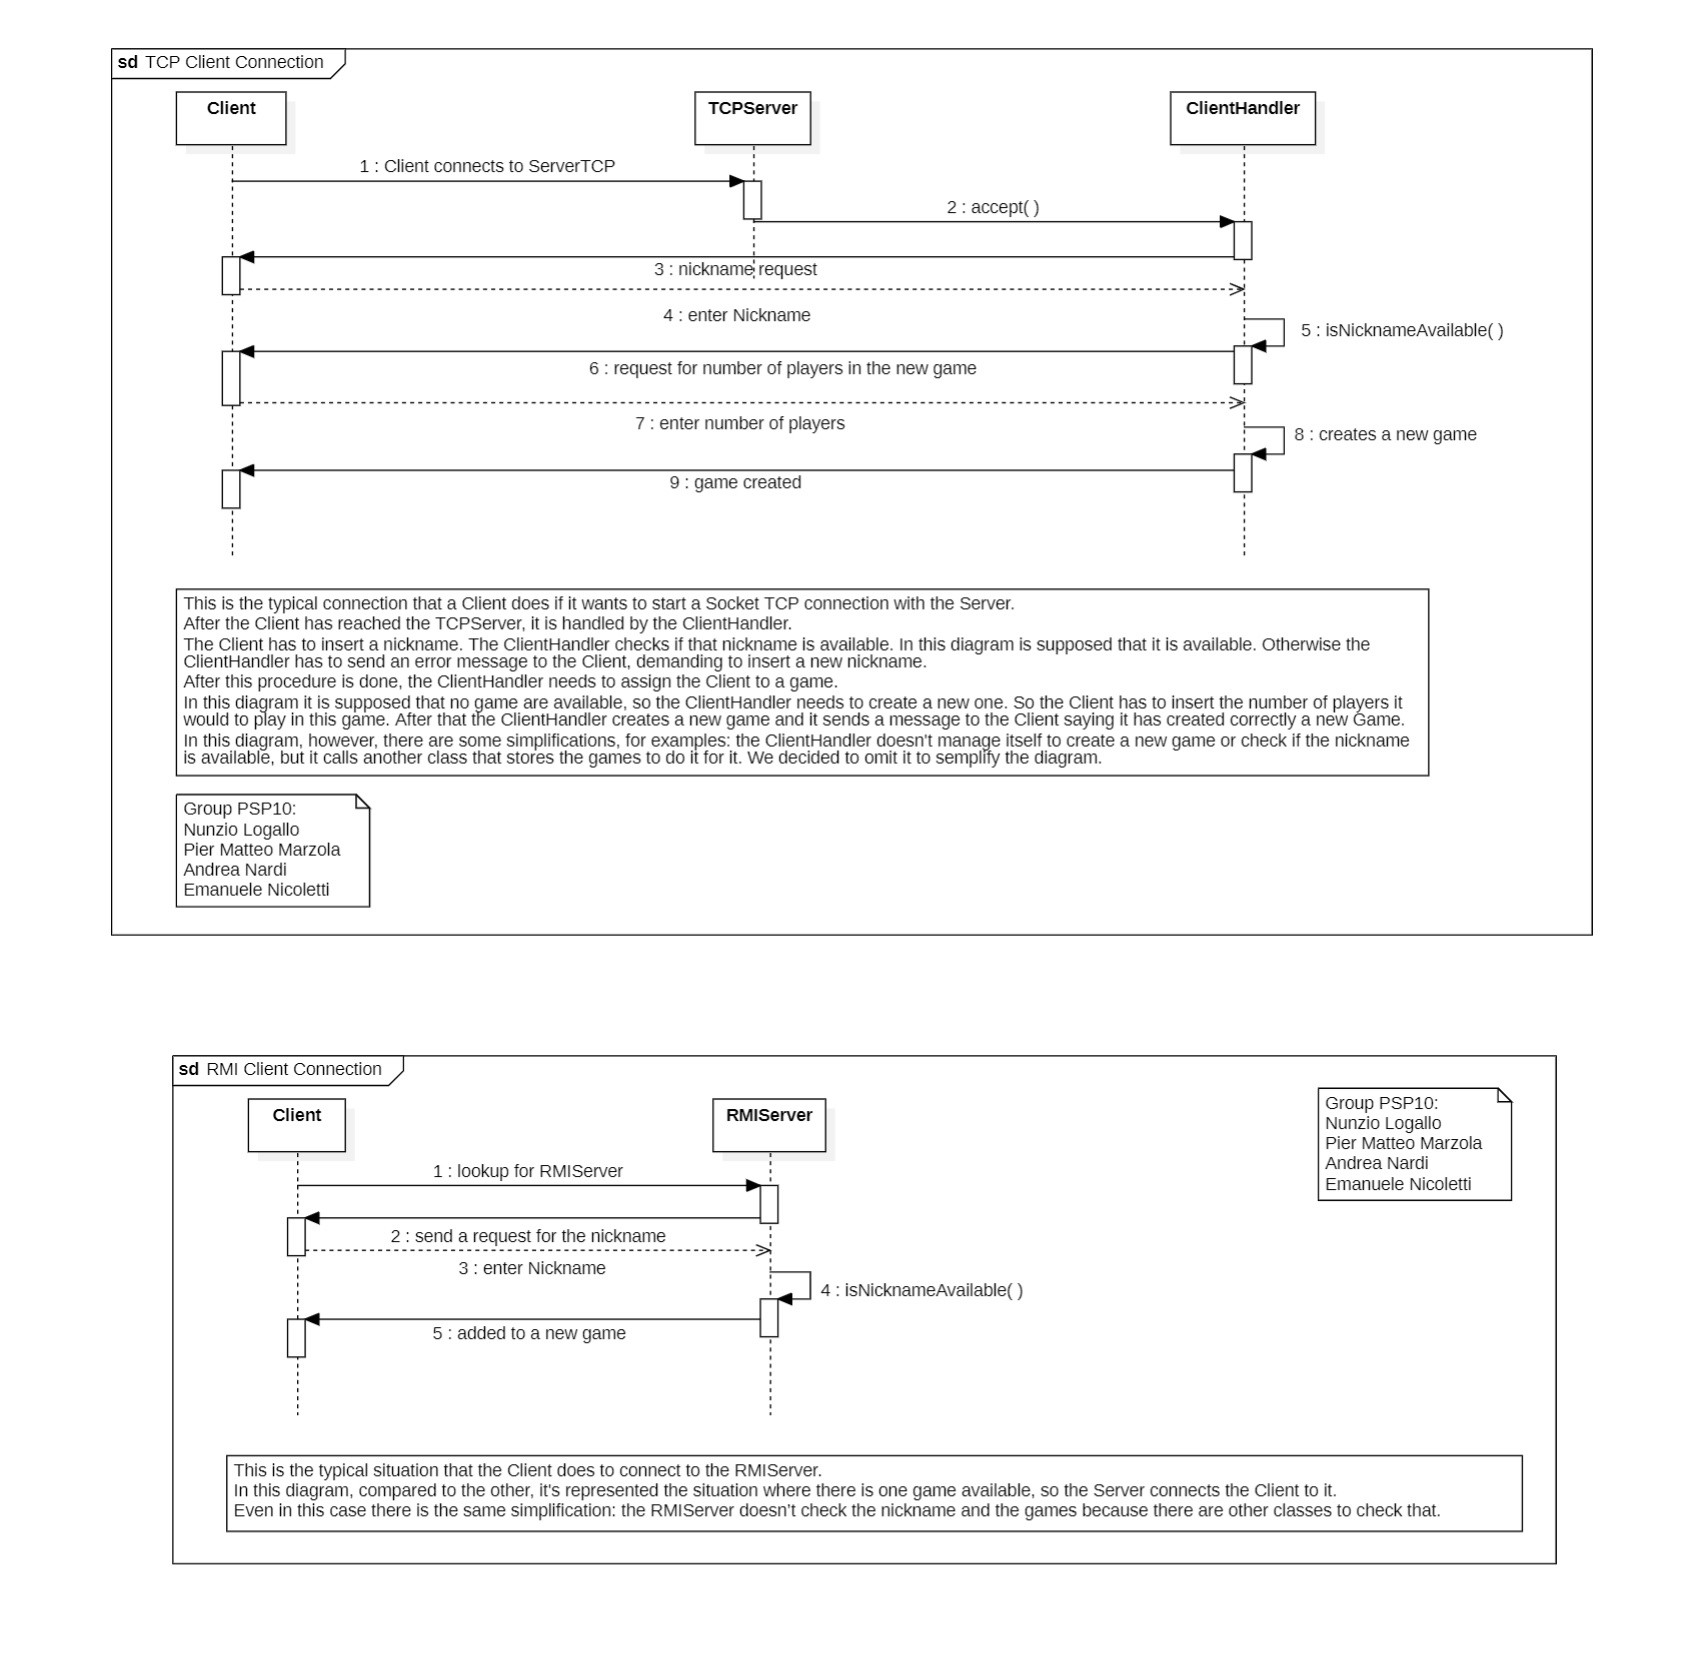 sd TCP Client Connection
Client
TCPServer
ClientHandler
1 : Client connects to ServerTCP
2 : accept( )
3 : nickname request
4 : enter Nickname
5 : isNicknameAvailable( )
6 : request for number of players in the new game
7 : enter number of players
8 : creates a new game
9 : game created
This is the typical connection that a Client does if it wants to start a Socket TCP connection with the Server.
After the Client has reached the TCPServer, it is handled by the ClientHandler.
The Client has to insert a nickname. The ClientHandler checks if that nickname is available. In this diagram is supposed that it is available. Otherwise the
ClientHandler has to send an error message to the Client, demanding to insert a new nickname.
After this procedure is done, the ClientHandler needs to assign the Client to a game.
In this diagram it is supposed that no game are available, so the ClientHandler needs to create a new one. So the Client has to insert the number of players it
would to play in this game. After that the ClientHandler creates a new game and it sends a message to the Client saying it has created correctly a new Game.
In this diagram, however, there are some simplifications, for examples: the ClientHandler doesn't manage itself to create a new game or check if the nickname
is available, but it calls another class that stores the games to do it for it. We decided to omit it to semplify the diagram.
Group PSP10:
Nunzio Logallo
Pier Matteo Marzola
Andrea Nardi
Emanuele Nicoletti
sd RMI Client Connection
Client
RMIServer
Group PSP10:
Nunzio Logallo
Pier Matteo Marzola
Andrea Nardi
Emanuele Nicoletti
1 : lookup for RMIServer
2 : send a request for the nickname
3 : enter Nickname
4 : isNicknameAvailable( )
5 : added to a new game
This is the typical situation that the Client does to connect to the RMIServer.
In this diagram, compared to the other, it's represented the situation where there is one game available, so the Server connects the Client to it.
Even in this case there is the same simplification: the RMIServer doesn't check the nickname and the games because there are other classes to check that.